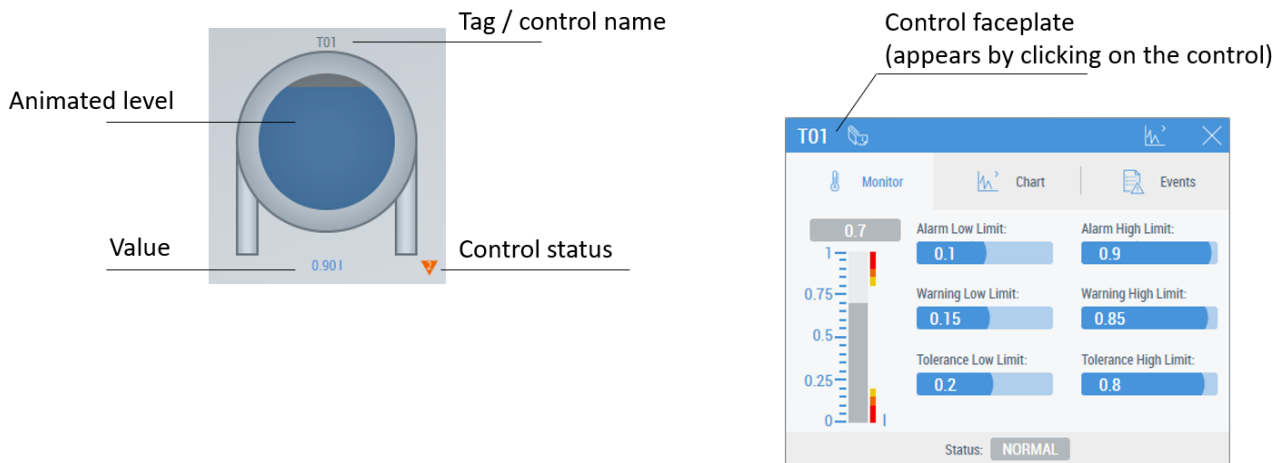 Tag / control name
T01
Animated level
Value
0.90 l
2
Control status
Control faceplate
(appears by clicking on the control)
T01
Monitor
Chart
Events
0.7
1
0.75
0.5
0.25
0
l
Alarm Low Limit:
0.1
Alarm High Limit:
0.9
Warning Low Limit:
0.15
Warning High Limit:
0.85
Tolerance Low Limit:
0.2
Tolerance High Limit:
0.8
Status: NORMAL